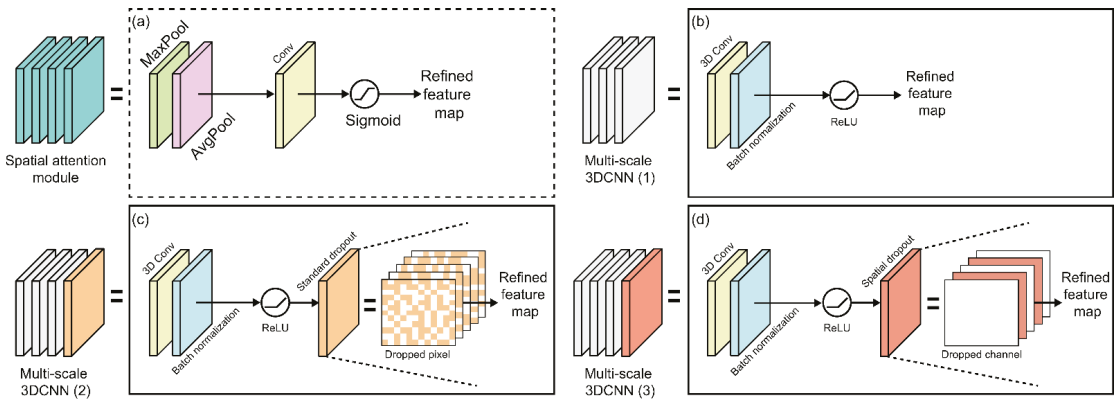 (a)
MaxPool
AvgPool
Conv
Sigmoid
Refined
feature
map
=
Spatial attention
module
(b)
3D Conv
Batch normalization
ReLU
Refined
feature
map
=
Multi-scale
3DCNN (1)
(c)
3D Conv
Batch normalization
ReLU
Standard dropout
=
Dropped pixel
Refined
feature
map
=
Multi-scale
3DCNN (2)
(d)
3D Conv
Batch normalization
ReLU
Spatial dropout
=
Dropped channel
Refined
feature
map
=
Multi-scale
3DCNN (3)